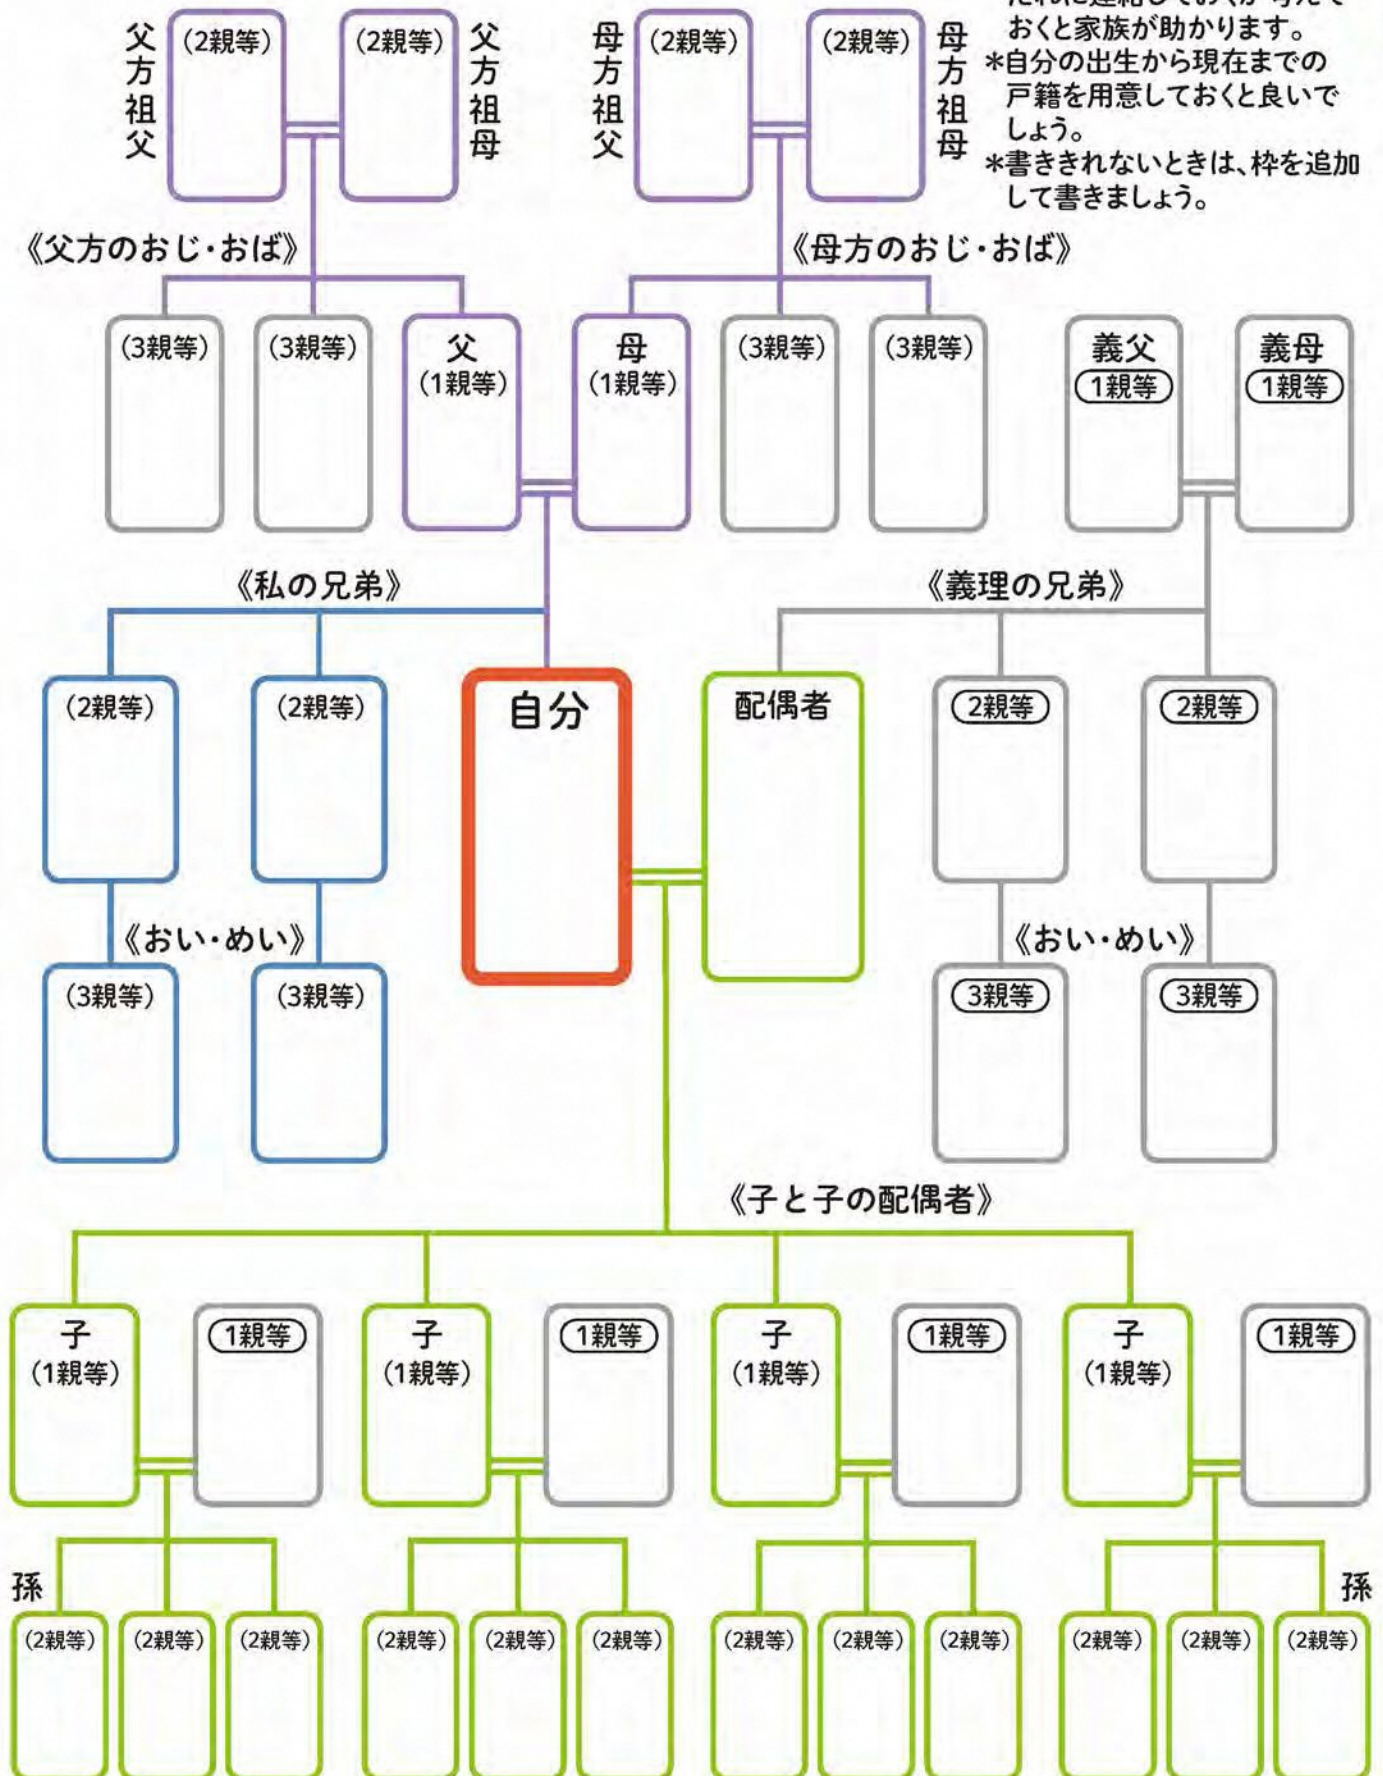 おくと家族が助かります。
*自分の出生から現在までの
戸籍を用意しておくと良いで
しょう。
*書ききれないときは、枠を追加
して書きましょう。
父方祖父
(2親等)
(2親等)
父方祖母
母方祖父
(2親等)
(2親等)
母方祖母
《父方のおじ・おば》
《母方のおじ・おば》
(3親等)
(3親等)
父
(1親等)
母
(1親等)
(3親等)
(3親等)
義父
1親等
義母
1親等
《私の兄弟》
《義理の兄弟》
(2親等)
(2親等)
自分
配偶者
2親等
2親等
《おい・めい》
《おい・めい》
(3親等)
(3親等)
3親等
3親等
《子と子の配偶者》
子
(1親等)
1親等
子
(1親等)
1親等
子
(1親等)
1親等
子
(1親等)
1親等
孫
孫
(2親等)
(2親等)
(2親等)
(2親等)
(2親等)
(2親等)
(2親等)
(2親等)
(2親等)
(2親等)
(2親等)
(2親等)